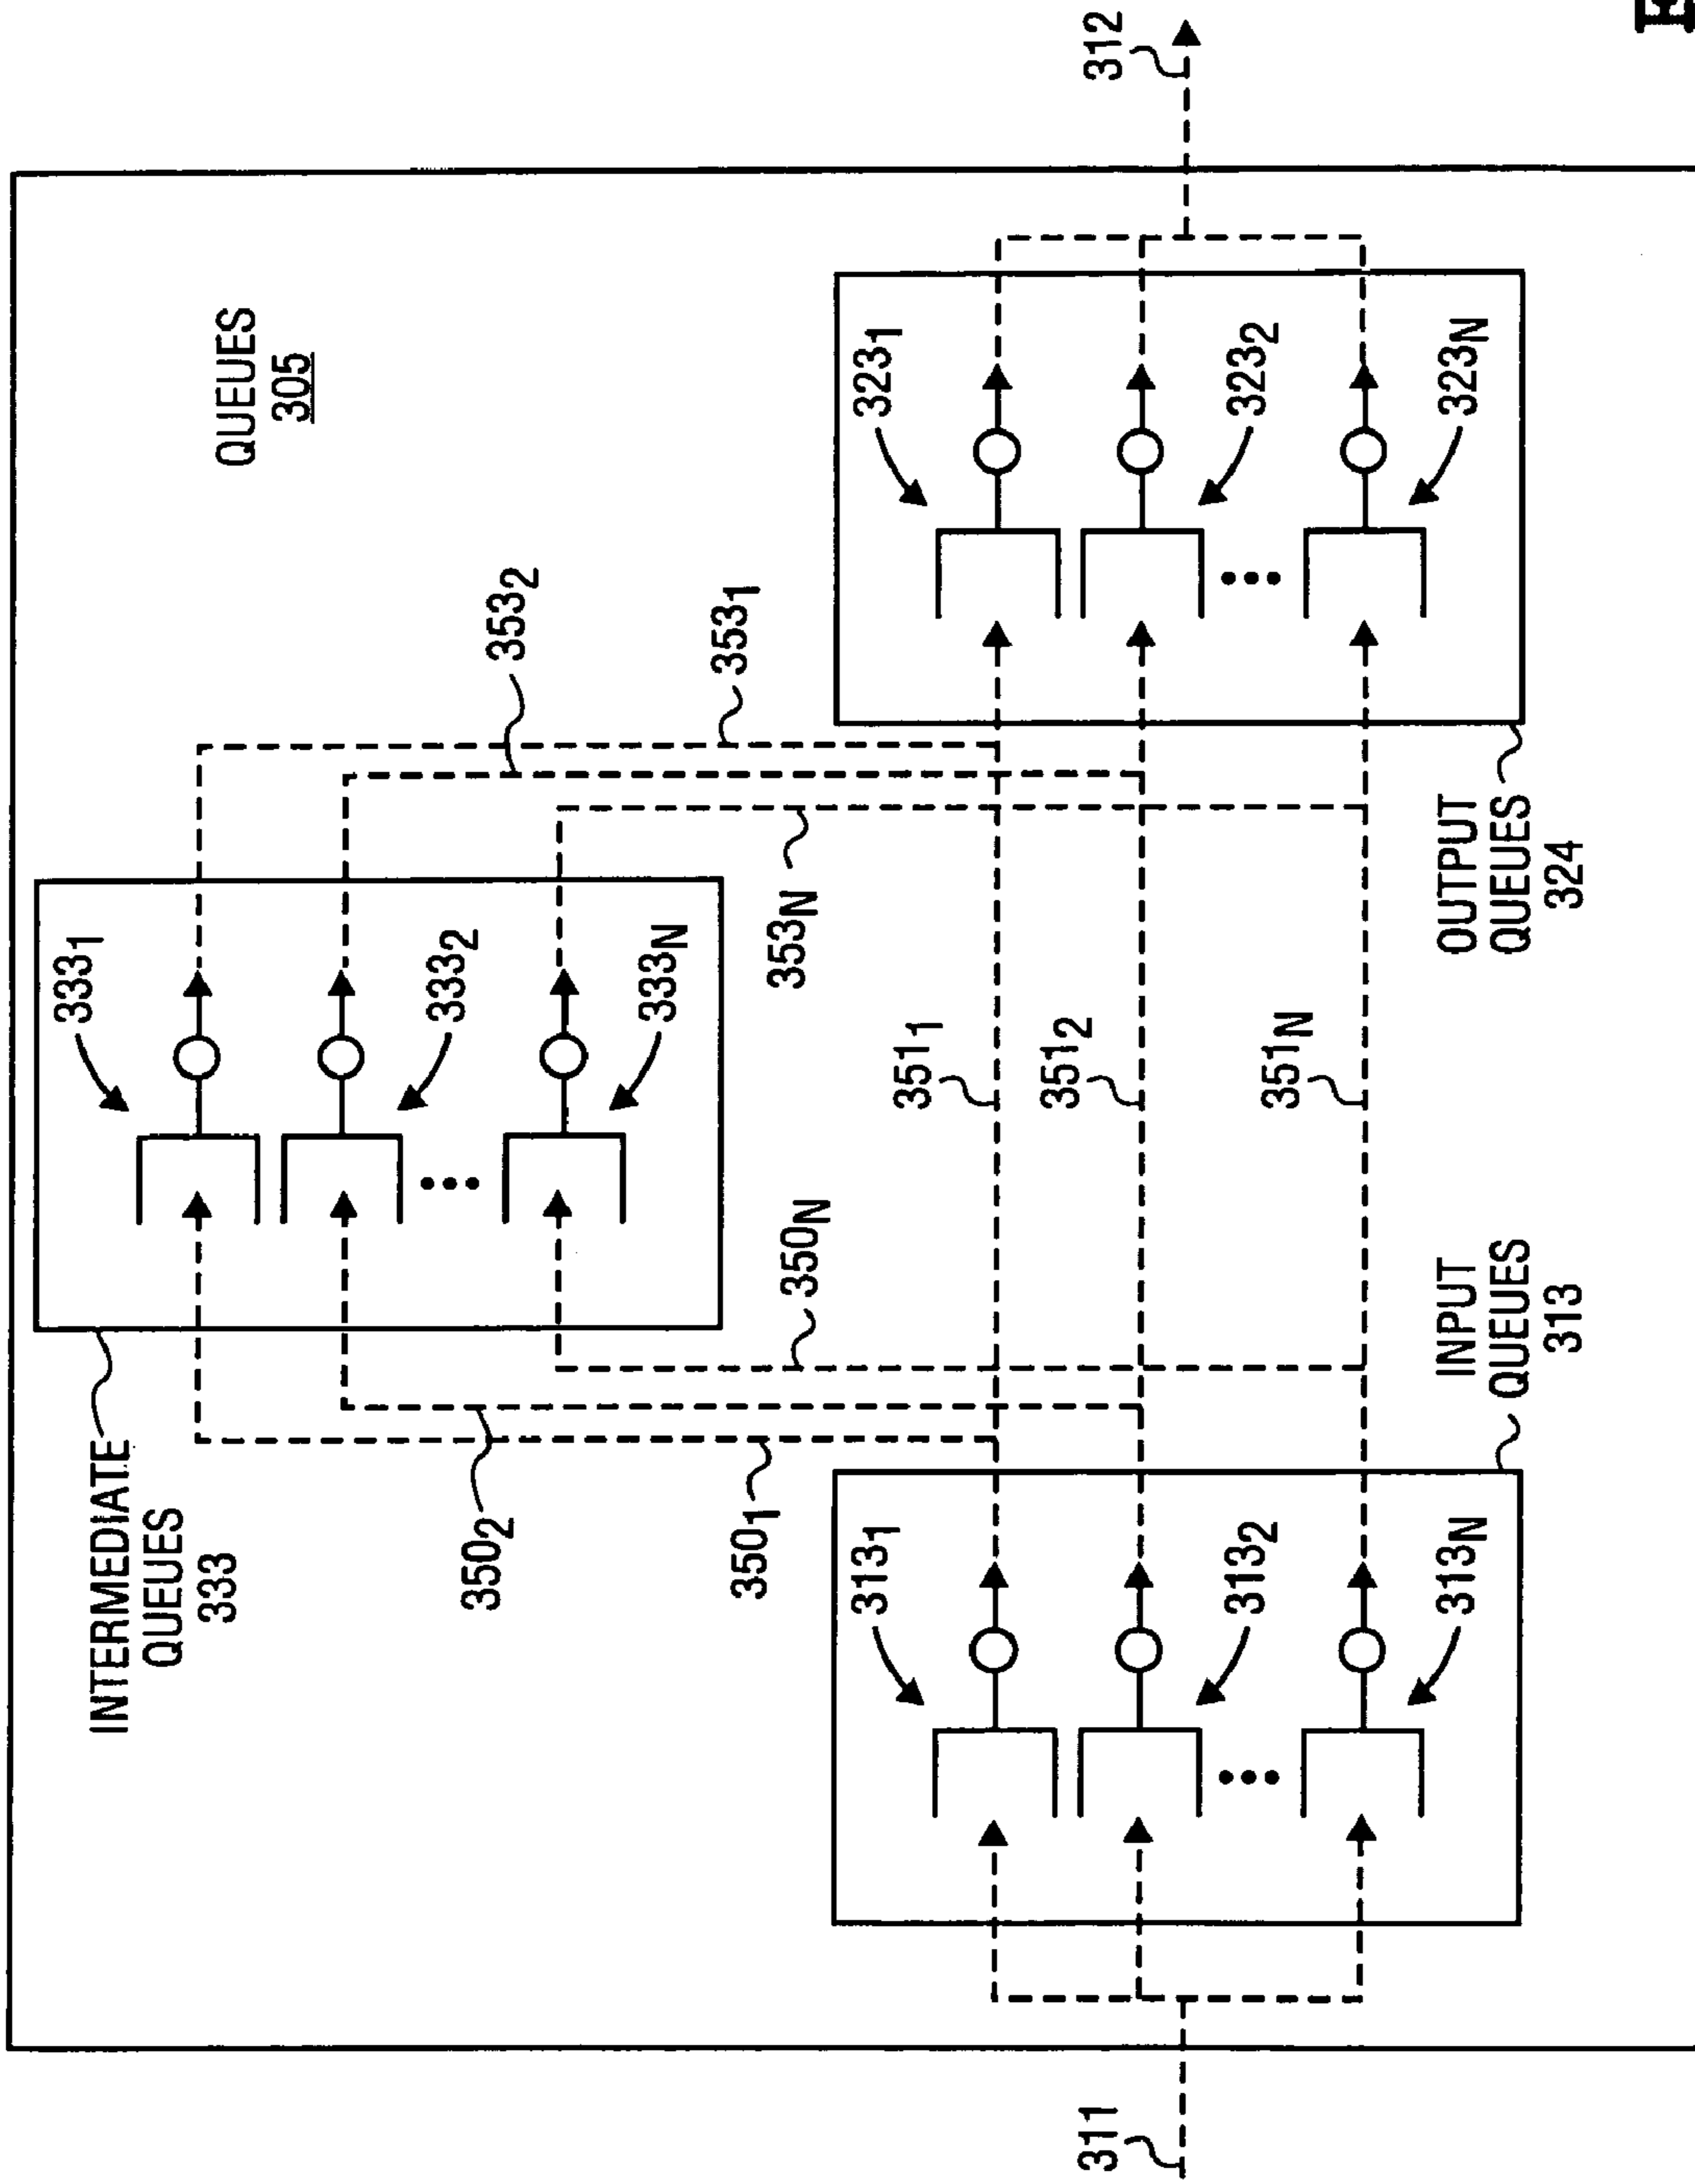 QUEUES
305
INTERMEDIATE
QUEUES
333
333₁
333₂
333N
353₂
353₁
353N
350₂
350₁
350N
351₁
351₂
351N
311
312
313₁
313₂
313N
323₁
323₂
323N
INPUT
QUEUES
313
OUTPUT
QUEUES
324